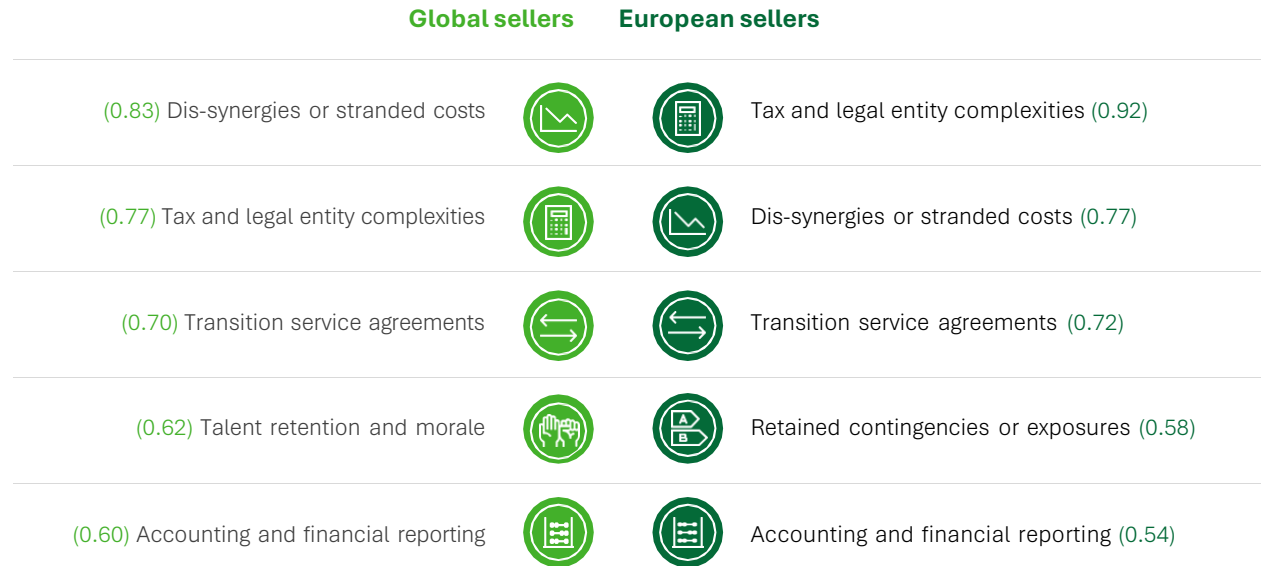 Global sellers European sellers
(0.83) Dis-synergies or stranded costs Tax and legal entity complexities (0.92)
(0.77) Tax and legal entity complexities Dis-synergies or stranded costs (0.77)
(0.70) Transition service agreements Transition service agreements (0.72)
(0.62) Talent retention and morale A B Retained contingencies or exposures (0.58)
(0.60) Accounting and financial reporting Accounting and financial reporting (0.54)